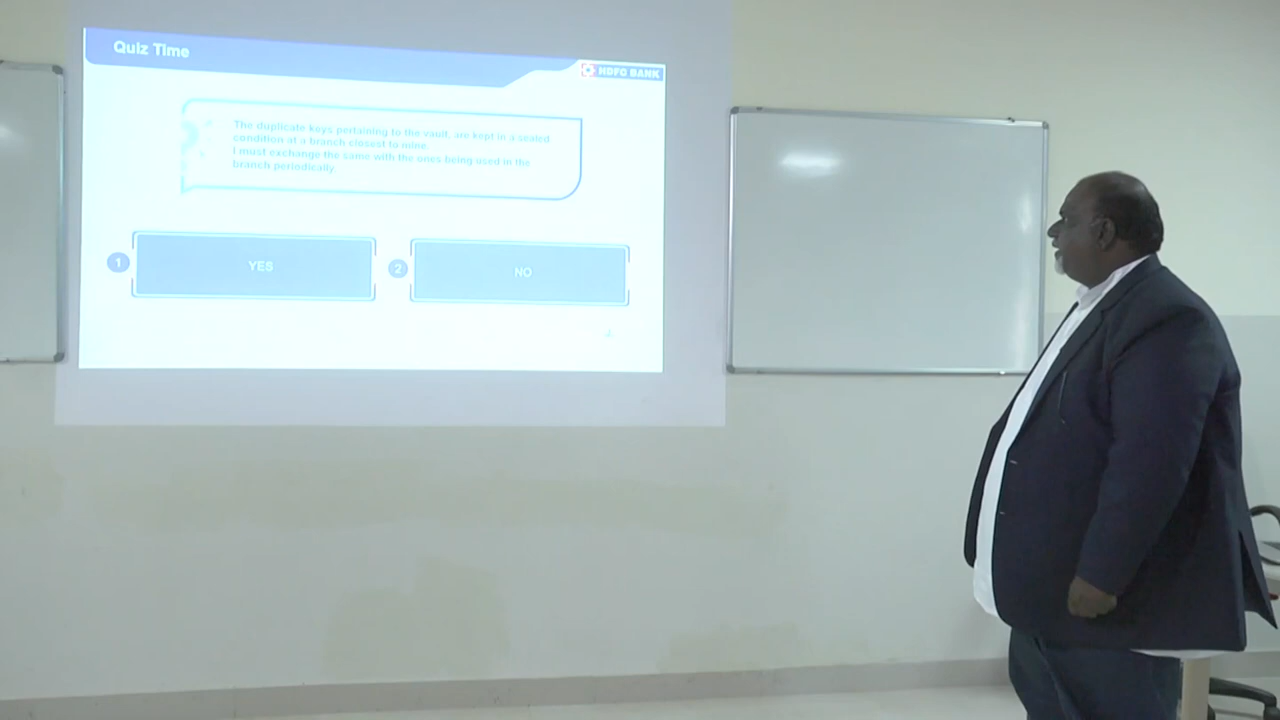 Quiz Time
HDFC BANK
The duplicate keys pertaining to the vault, are kept in a sealed
condition at a branch closest to mine.
I must exchange the same with the ones being used in the
branch periodically.
1
YES
2
NO